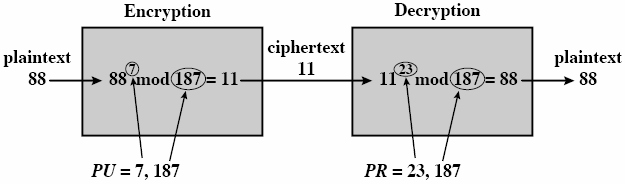 Encryption
Decryption
plaintext
88
88^7 mod 187 = 11
ciphertext
11
11^23 mod 187 = 88
plaintext
88
PU = 7, 187
PR = 23, 187